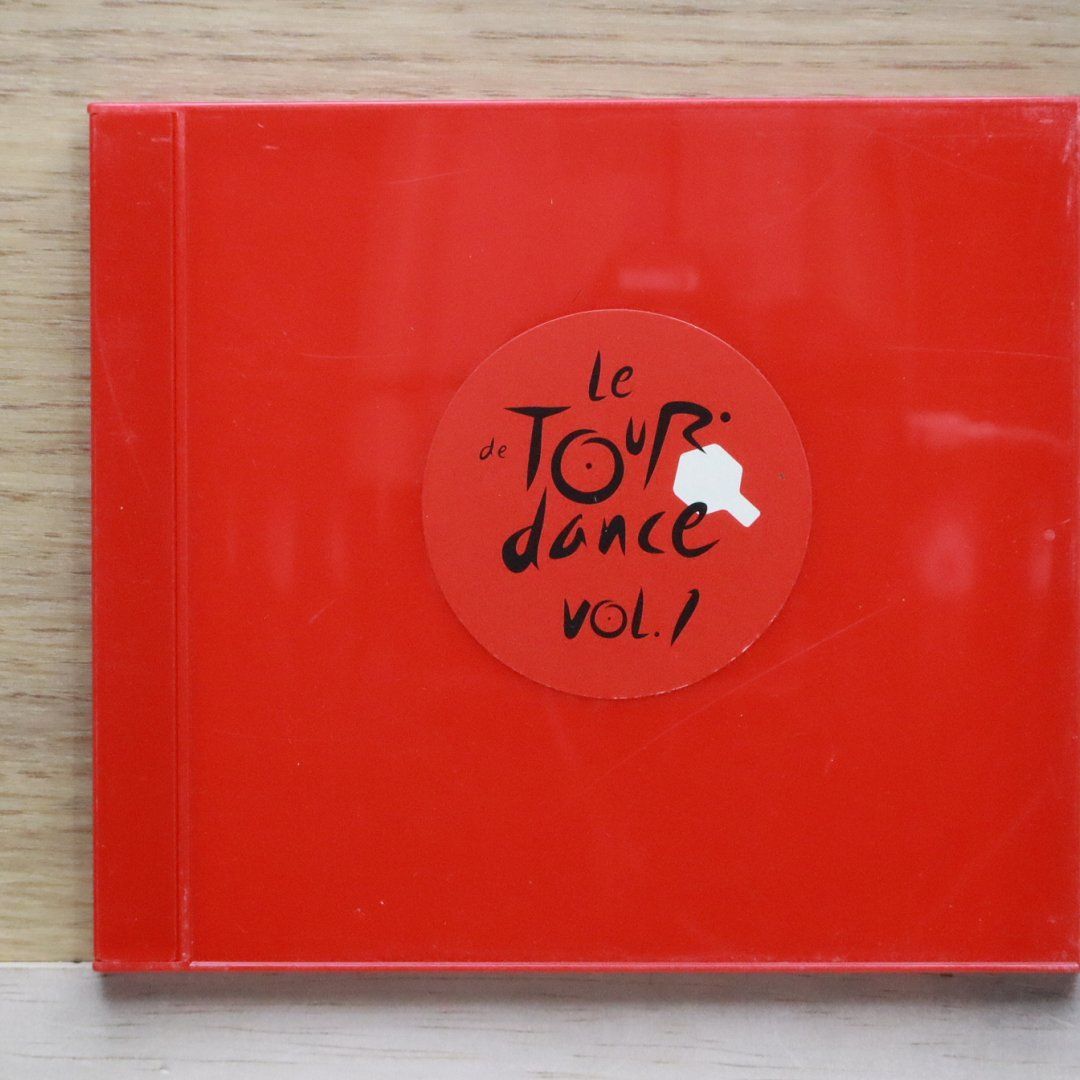 Le
de TOUR
dance
VOL. 1